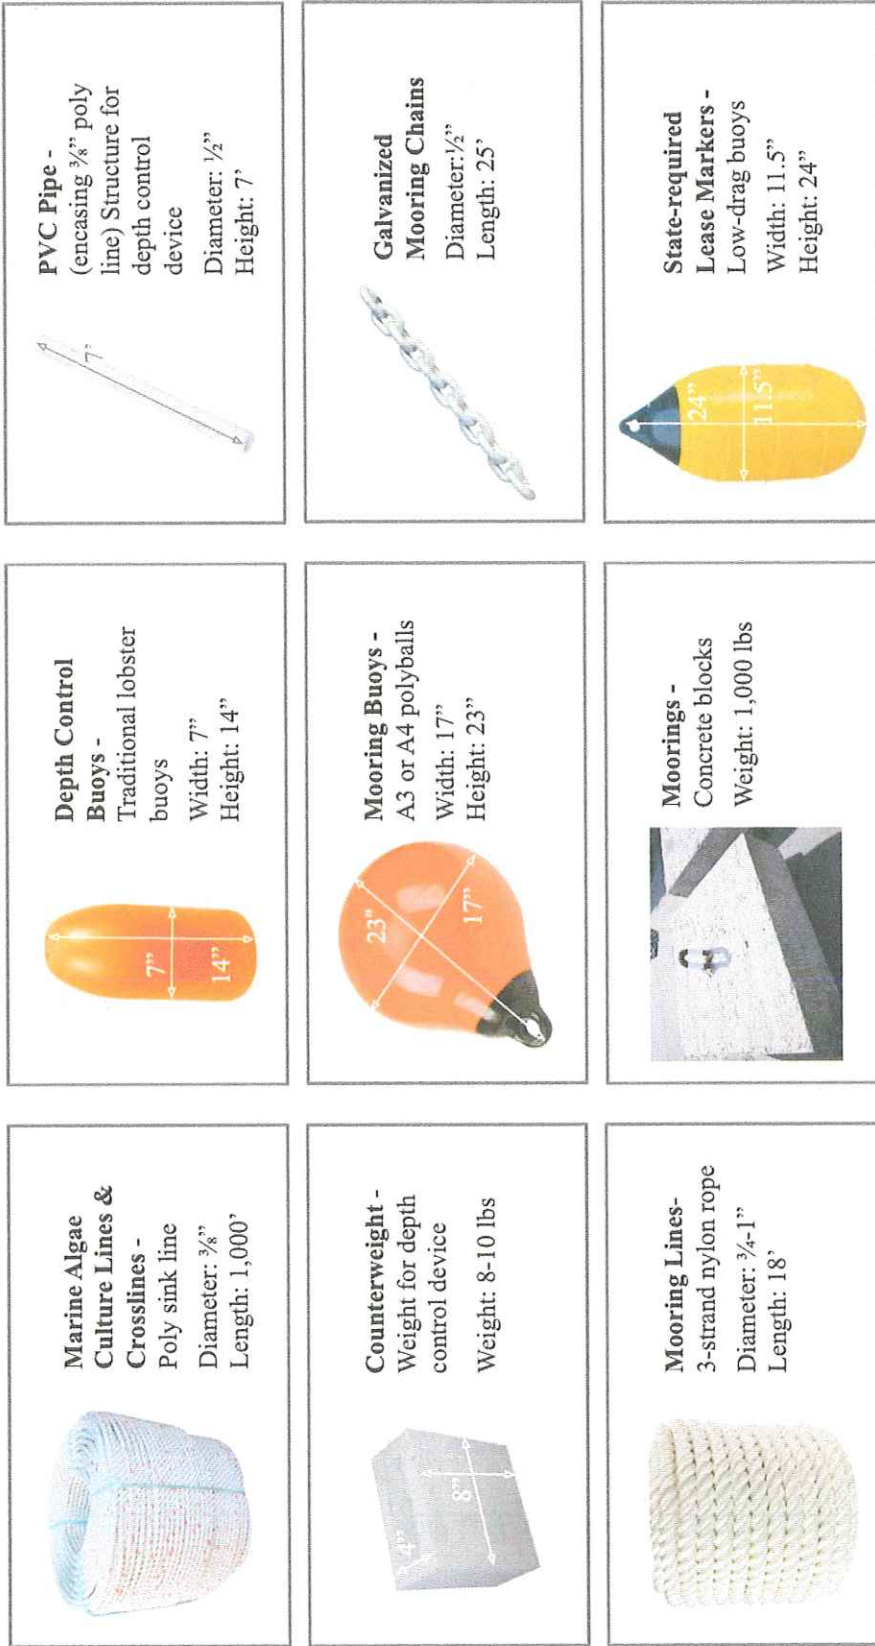 Marine Algae
Culture Lines &
Crosslines -
Poly sink line
Diameter: ⅜”
Length: 1,000’
7”
14”
Depth Control
Buoys -
Traditional lobster
buoys
Width: 7”
Height: 14”
7’
PVC Pipe -
(encasing ⅜” poly
line) Structure for
depth control
device
Diameter: ½”
Height: 7’
4”
8”
Counterweight -
Weight for depth
control device
Weight: 8-10 lbs
23"
17”
Mooring Buoys -
A3 or A4 polyballs
Width: 17”
Height: 23”
Galvanized
Mooring Chains
Diameter:½”
Length: 25’
Mooring Lines-
3-strand nylon rope
Diameter: ¾-1”
Length: 18’
Moorings -
Concrete blocks
Weight: 1,000 lbs
24”
11.5”
State-required
Lease Markers -
Low-drag buoys
Width: 11.5”
Height: 24”